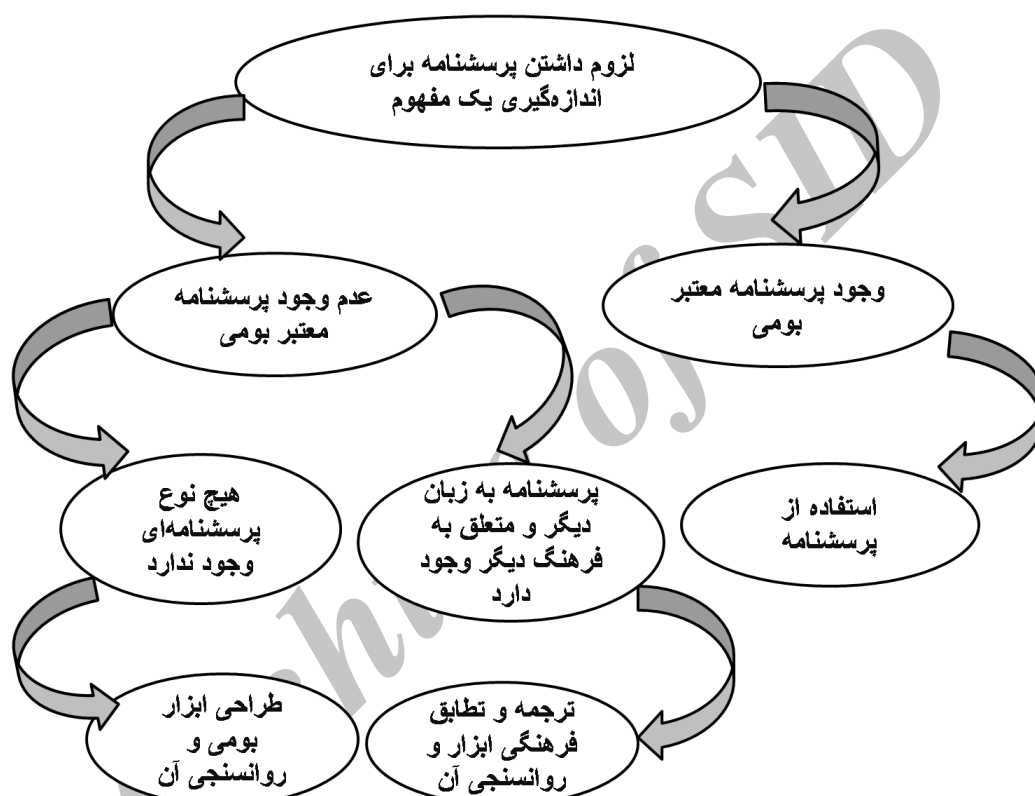 لزوم داشتن پرسشنامه برای
اندازه‌گیری یک مفهوم
وجود پرسشنامه معتبر
بومی
عدم وجود پرسشنامه
معتبر بومی
استفاده از
پرسشنامه
پرسشنامه به زبان
دیگر و متعلق به
فرهنگ دیگر وجود
دارد
هیچ نوع
پرسشنامه‌ای
وجود ندارد
ترجمه و تطابق
فرهنگی ابزار و
روانسنجی آن
طراحی ابزار
بومی و
روانسنجی آن
of SID